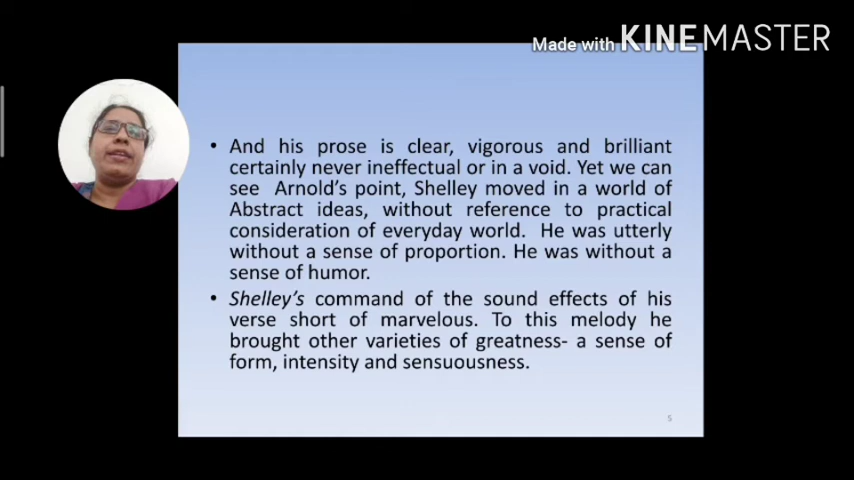 Made with KINEMASTER
• And his prose is clear, vigorous and brilliant
certainly never ineffectual or in a void. Yet we can
see Arnold's point, Shelley moved in a world of
Abstract ideas, without reference to practical
consideration of everyday world. He was utterly
without a sense of proportion. He was without a
sense of humor.
• Shelley's command of the sound effects of his
verse short of marvelous. To this melody he
brought other varieties of greatness- a sense of
form, intensity and sensuousness.
5